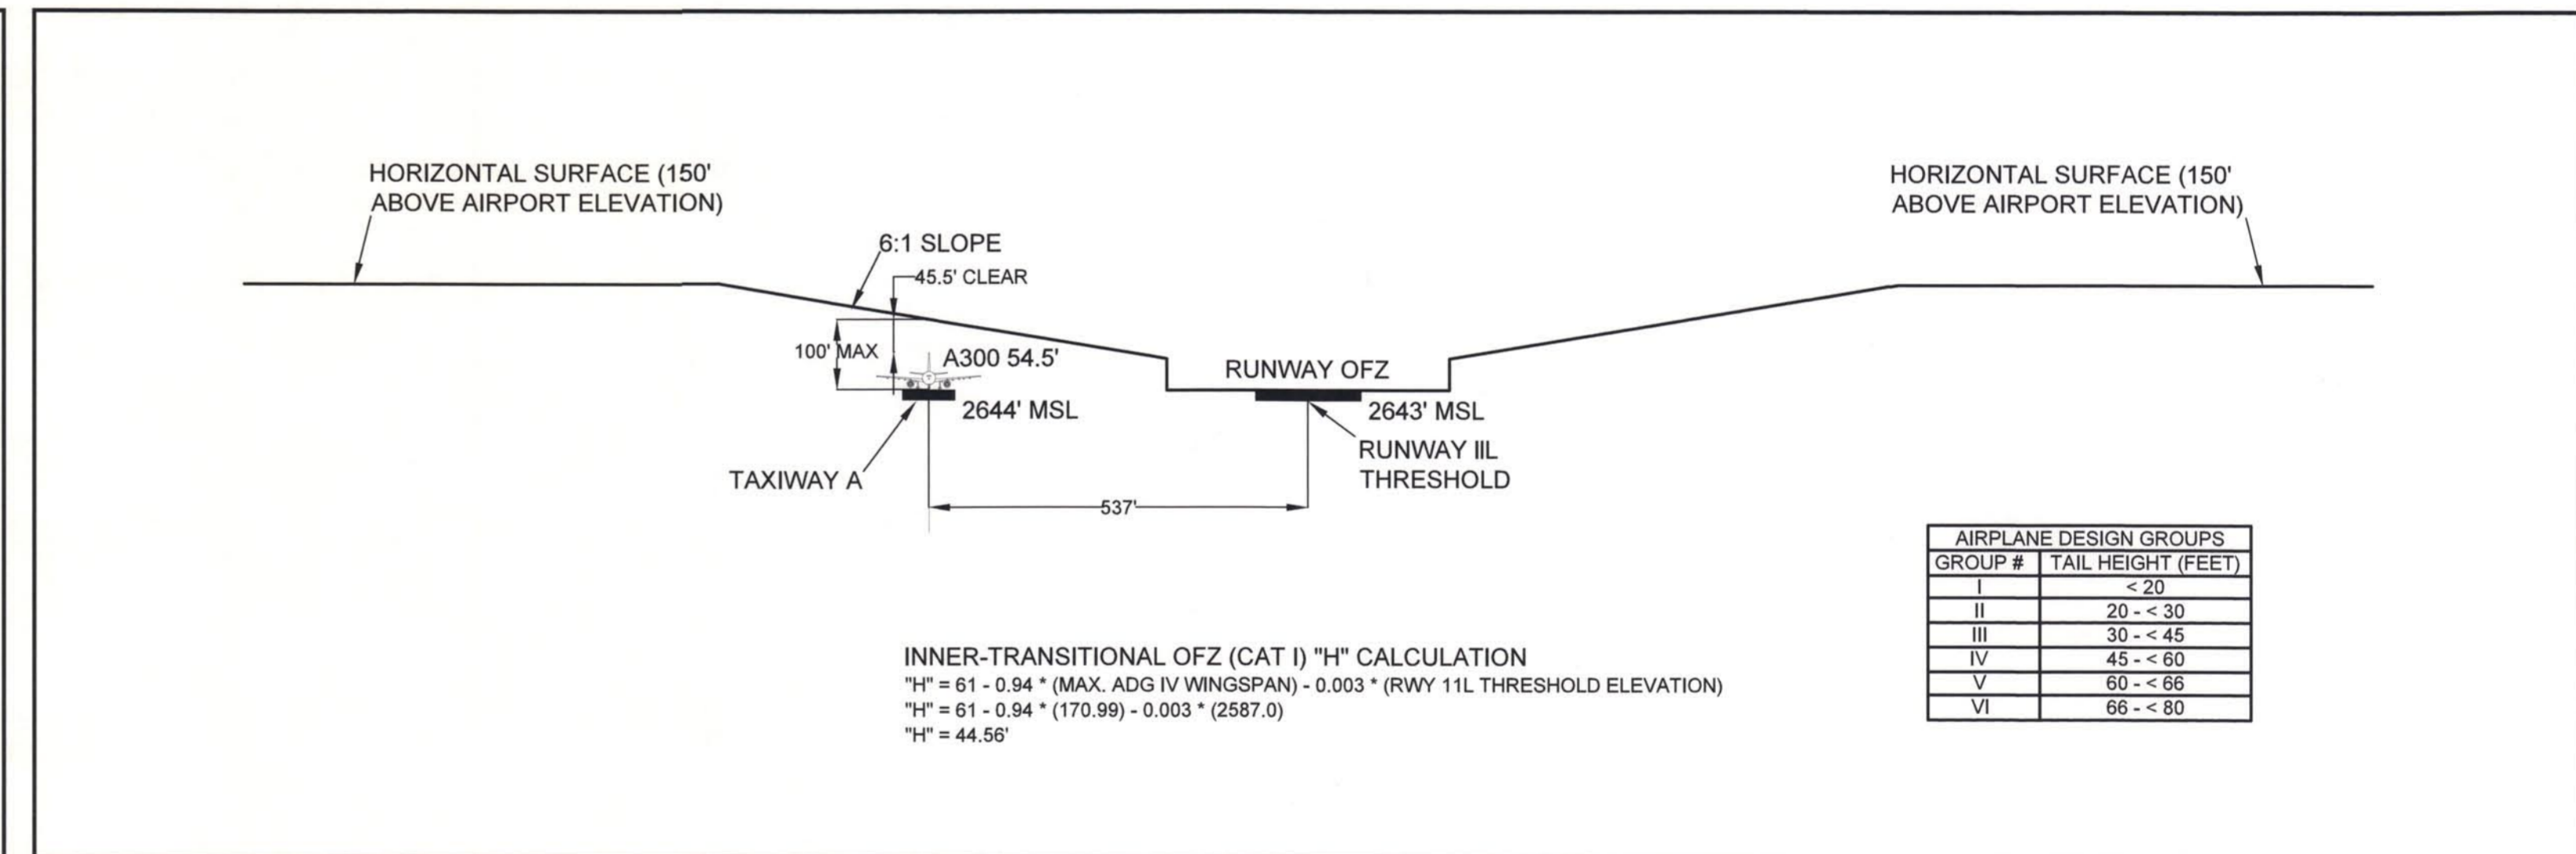 HORIZONTAL SURFACE (150'
ABOVE AIRPORT ELEVATION)
HORIZONTAL SURFACE (150'
ABOVE AIRPORT ELEVATION)
6:1 SLOPE
45.5' CLEAR
100' MAX
A300 54.5'
RUNWAY OFZ
2644' MSL
2643' MSL
TAXIWAY A
RUNWAY IIL
THRESHOLD
537'
AIRPLANE DESIGN GROUPS
GROUP # TAIL HEIGHT (FEET)
I < 20
II 20 - < 30
III 30 - < 45
IV 45 - < 60
V 60 - < 66
VI 66 - < 80
INNER-TRANSITIONAL OFZ (CAT I) "H" CALCULATION
"H" = 61 - 0.94 * (MAX. ADG IV WINGSPAN) - 0.003 * (RWY 11L THRESHOLD ELEVATION)
"H" = 61 - 0.94 * (170.99) - 0.003 * (2587.0)
"H" = 44.56'